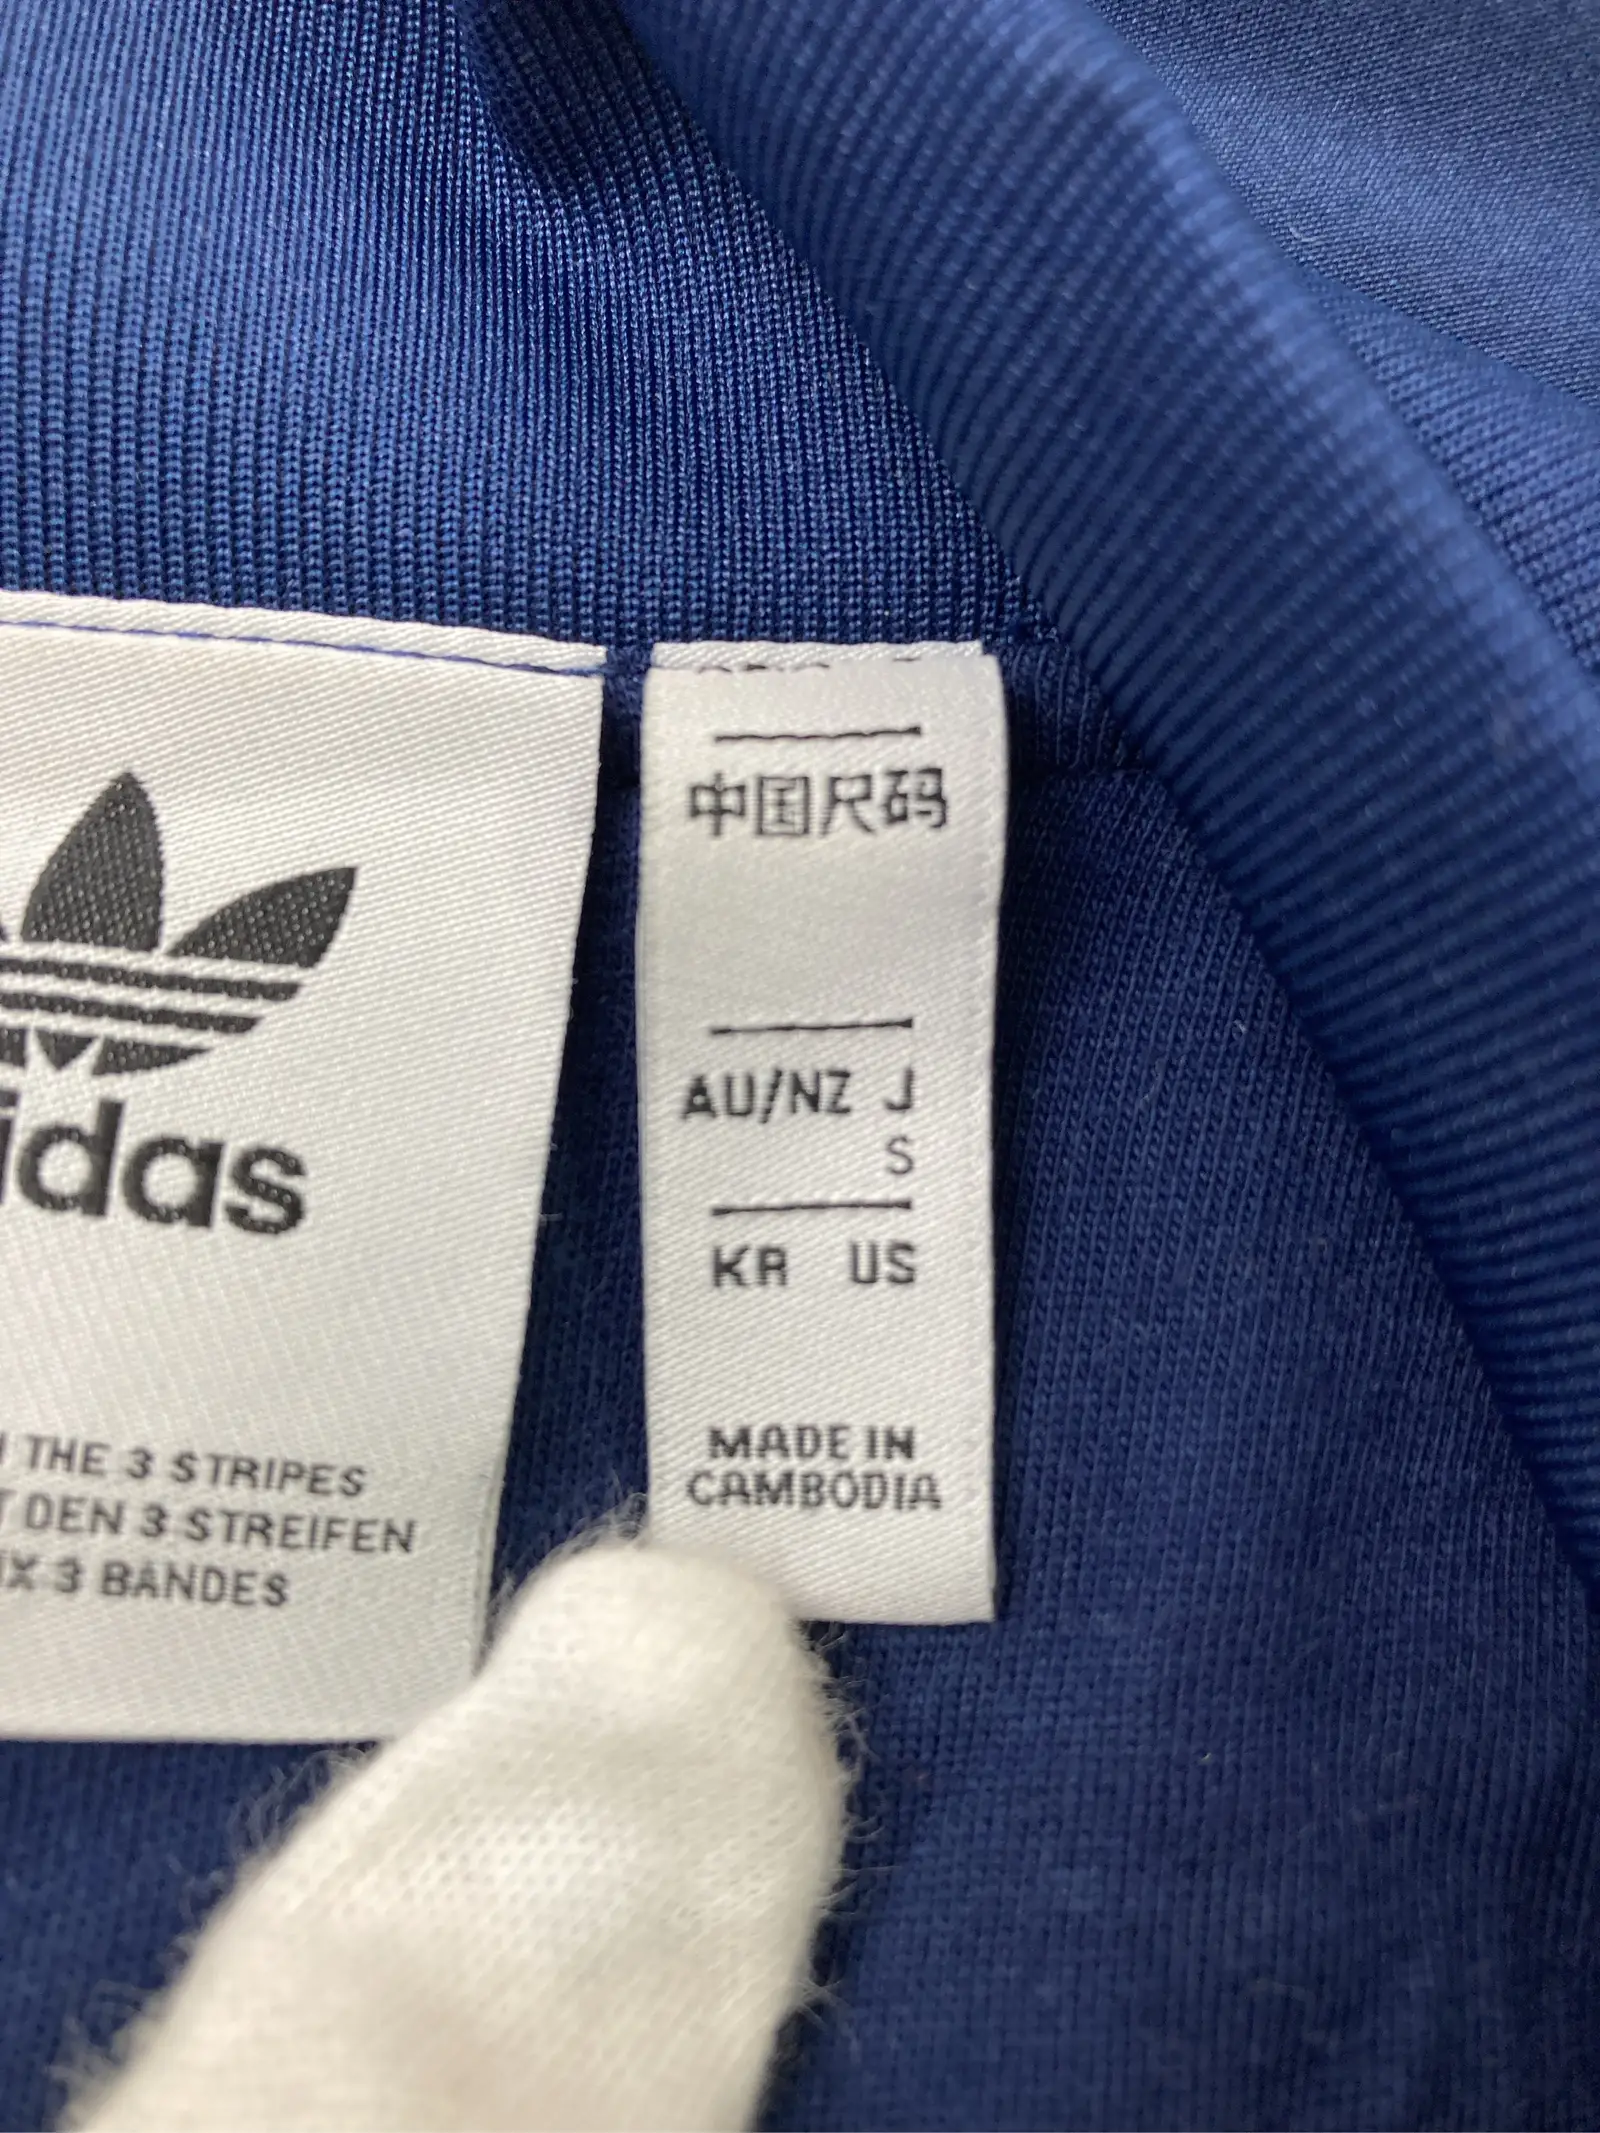 idas
THE 3 STRIPES
DEN 3 STREIFEN
3 BANDES
中国尺码
AU/NZ J
S
KR US
MADE IN
CAMBODIA